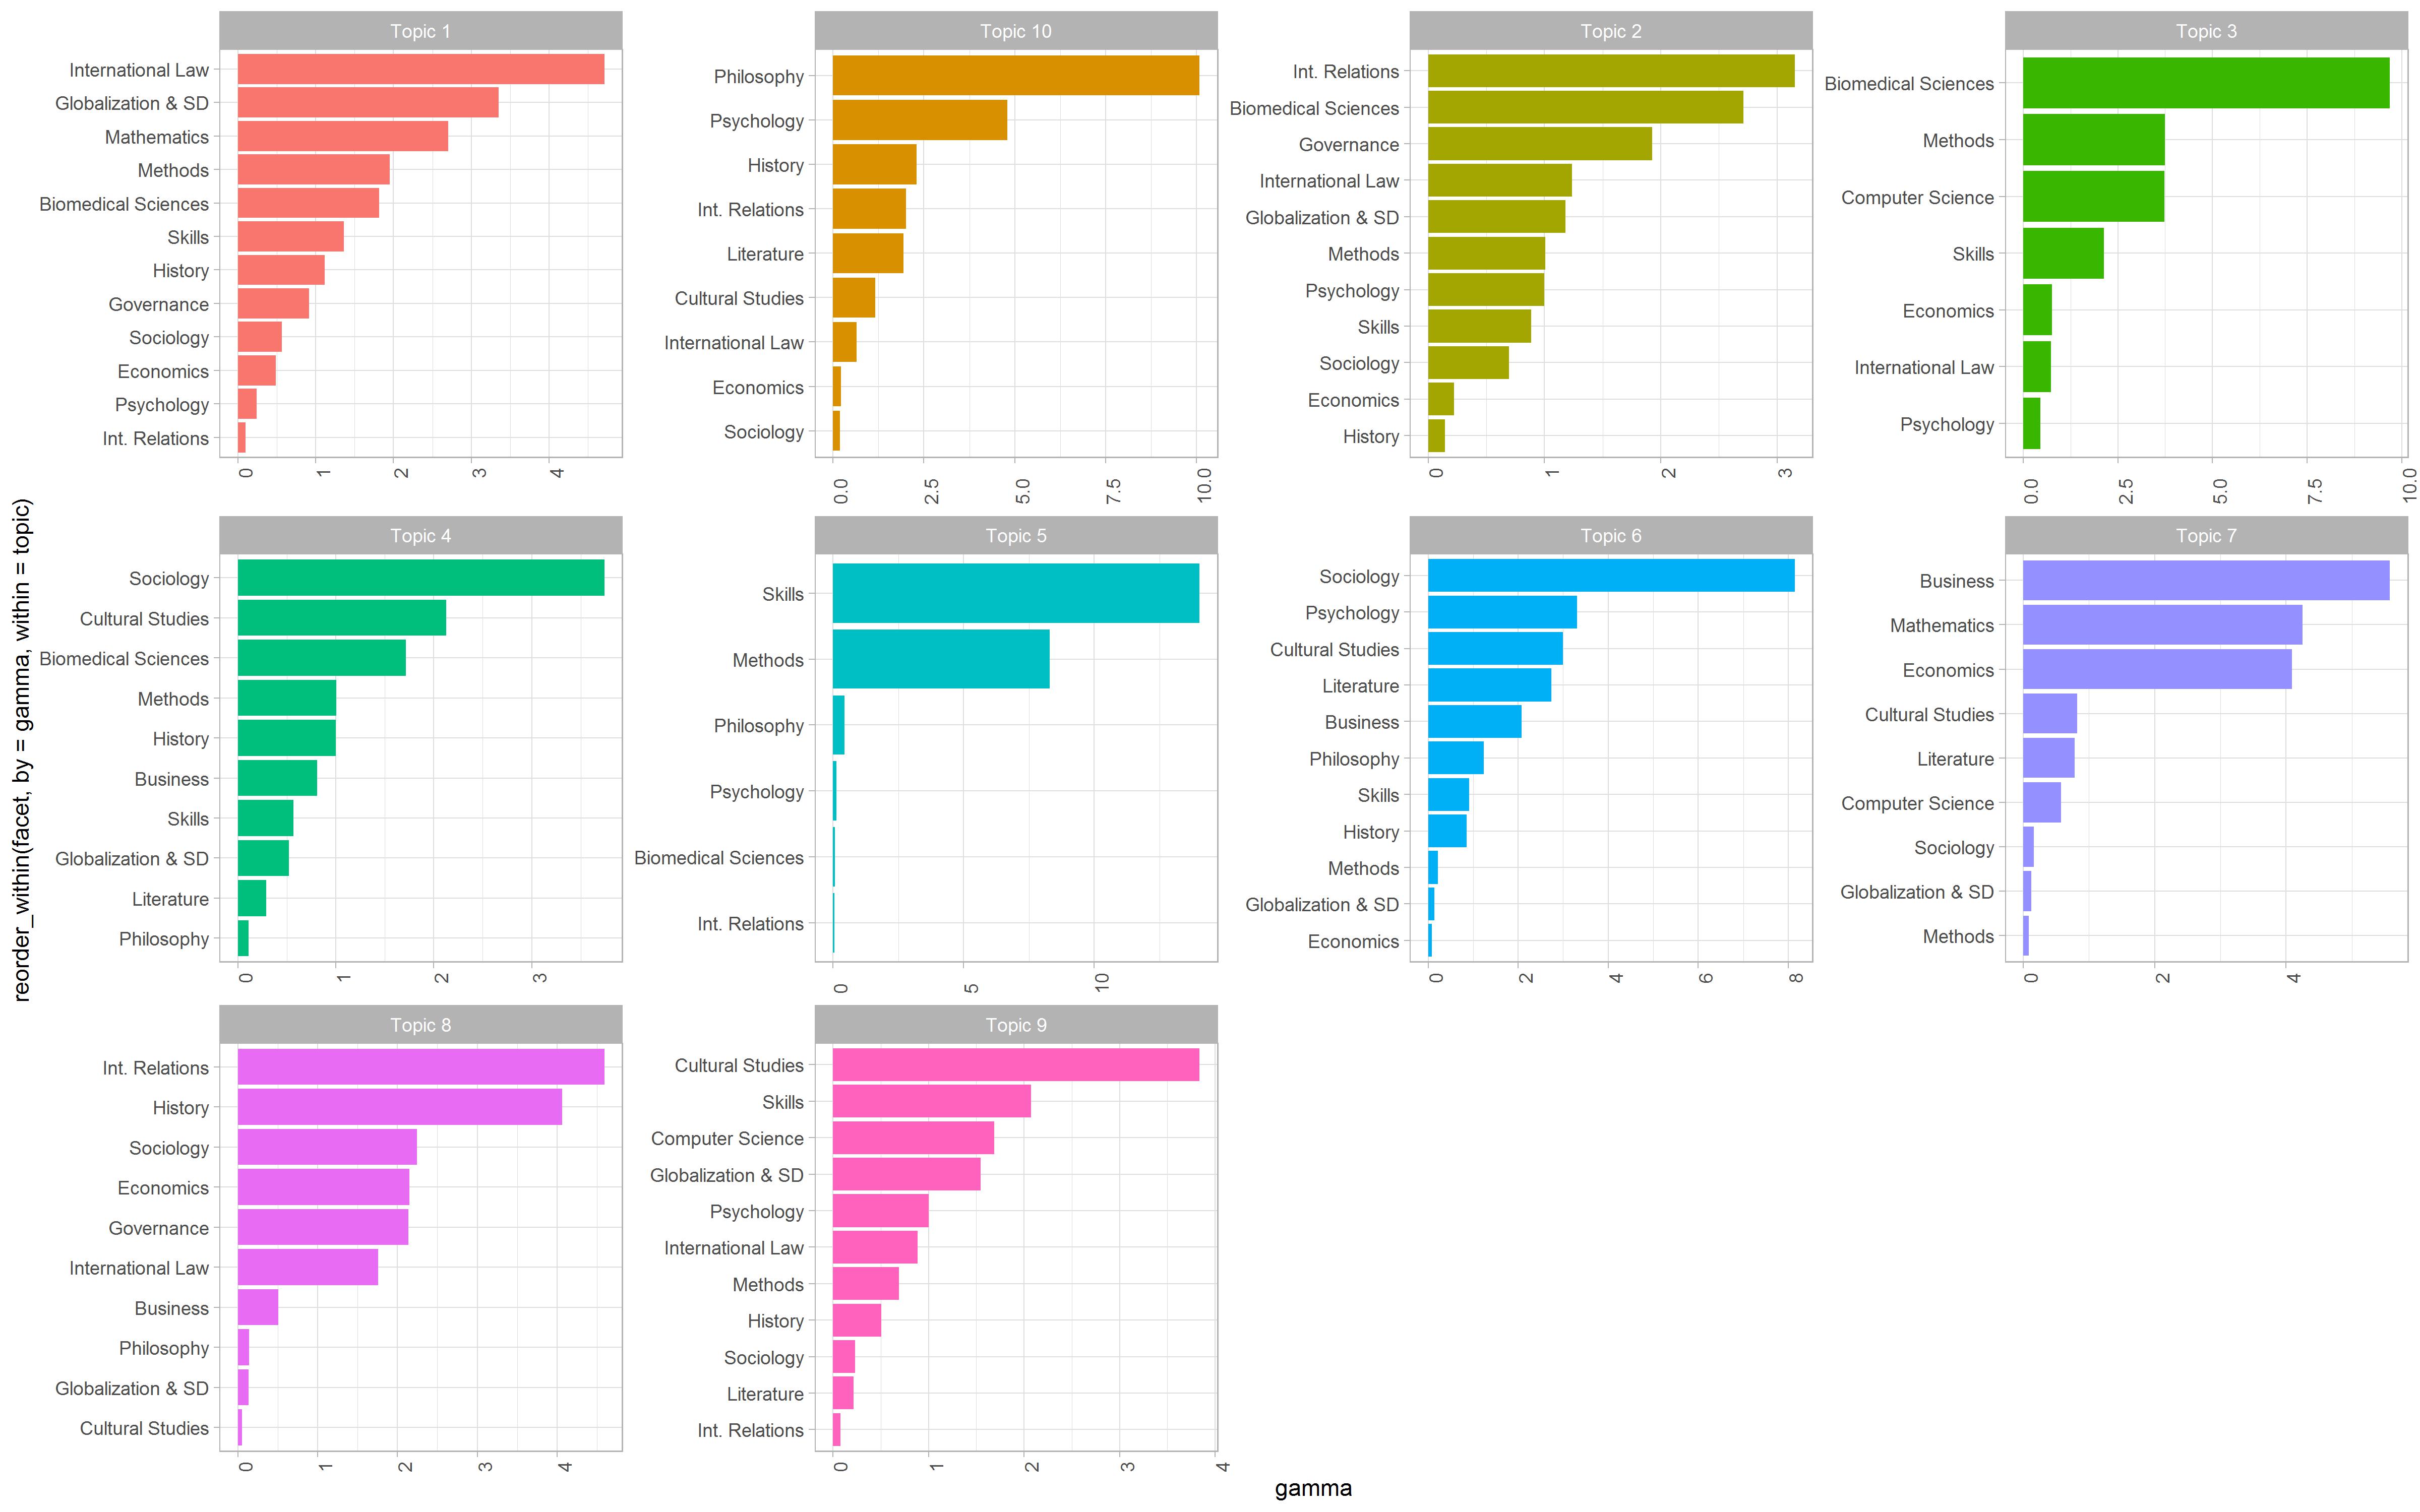 reorder_within(facet, by = gamma, within = topic)
Topic 1
International Law
Globalization & SD
Mathematics
Methods
Biomedical Sciences
Skills
History
Governance
Sociology
Economics
Psychology
Int. Relations
0 1 2 3 4
Topic 10
Philosophy
Psychology
History
Int. Relations
Literature
Cultural Studies
International Law
Economics
Sociology
0.0 2.5 5.0 7.5 10.0
Topic 2
Int. Relations
Biomedical Sciences
Governance
International Law
Globalization & SD
Methods
Psychology
Skills
Sociology
Economics
History
0 1 2 3
Topic 3
Biomedical Sciences
Methods
Computer Science
Skills
Economics
International Law
Psychology
0.0 2.5 5.0 7.5 10.0
Topic 4
Sociology
Cultural Studies
Biomedical Sciences
Methods
History
Business
Skills
Globalization & SD
Literature
Philosophy
0 1 2 3
Topic 5
Skills
Methods
Philosophy
Psychology
Biomedical Sciences
Int. Relations
0 5 10
Topic 6
Sociology
Psychology
Cultural Studies
Literature
Business
Philosophy
Skills
History
Methods
Globalization & SD
Economics
0 2 4 6 8
Topic 7
Business
Mathematics
Economics
Cultural Studies
Literature
Computer Science
Sociology
Globalization & SD
Methods
0 2 4
Topic 8
Int. Relations
History
Sociology
Economics
Governance
International Law
Business
Philosophy
Globalization & SD
Cultural Studies
0 1 2 3 4
Topic 9
Cultural Studies
Skills
Computer Science
Globalization & SD
Psychology
International Law
Methods
History
Sociology
Literature
Int. Relations
0 1 2 3 4
gamma